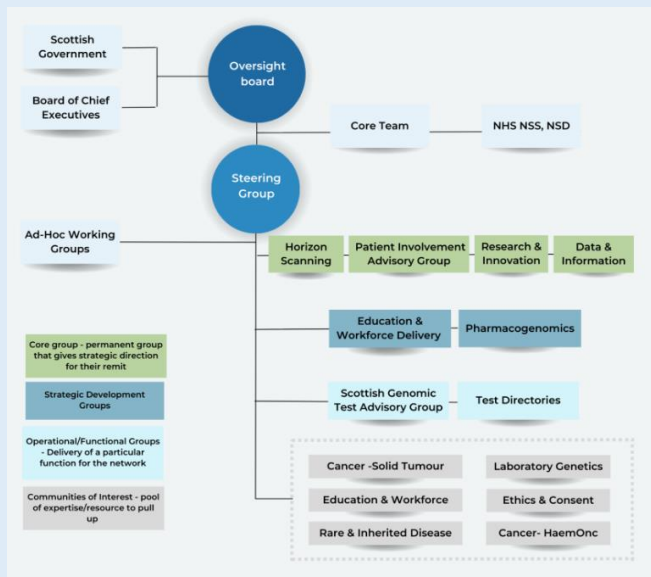 Scottish
Government
Oversight
board
Board of Chief
Executives
Core Team
NHS NSS, NSD
Steering
Group
Ad-Hoc Working
Groups
Horizon
Scanning
Patient Involvement
Advisory Group
Research &
Innovation
Data &
Information
Education &
Workforce Delivery
Pharmacogenomics
Core group - permanent group
that gives strategic direction
for their remit
Strategic Development
Groups
Scottish Genomic
Test Advisory Group
Test Directories
Operational/Functional Groups
- Delivery of a particular
function for the network
Communities of Interest - pool
of expertise/resource to pull
up
Cancer -Solid Tumour
Laboratory Genetics
Education & Workforce
Ethics & Consent
Rare & Inherited Disease
Cancer- HaemOnc